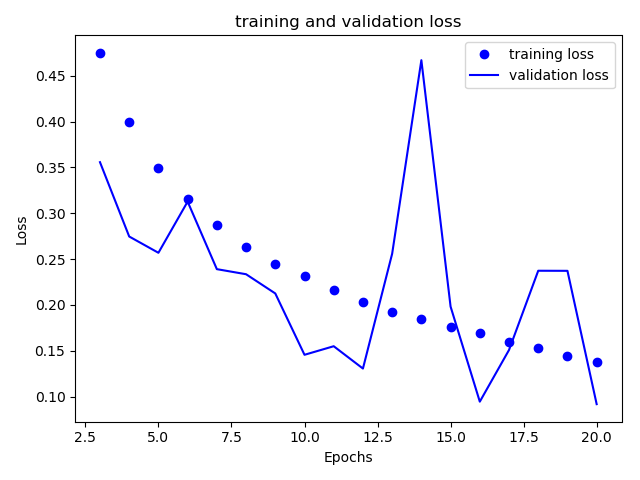 training and validation loss
training loss
validation loss
Loss
0.45
0.40
0.35
0.30
0.25
0.20
0.15
0.10
2.5 5.0 7.5 10.0 12.5 15.0 17.5 20.0
Epochs